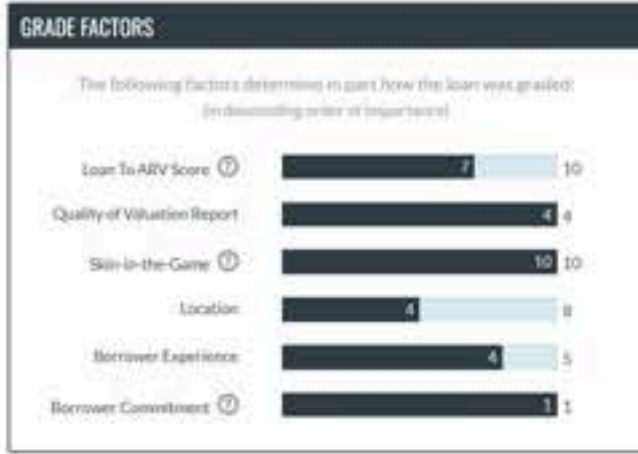 GRADE FACTORS
The following factors determine in part how the loan was graded:
(in descending order of importance)
Loan To ARV Score ? 7 10
Quality of Valuation Report 4 4
Skin-in-the-Game ? 10 10
Location 4 8
Borrower Experience 4 5
Borrower Commitment ? 1 1